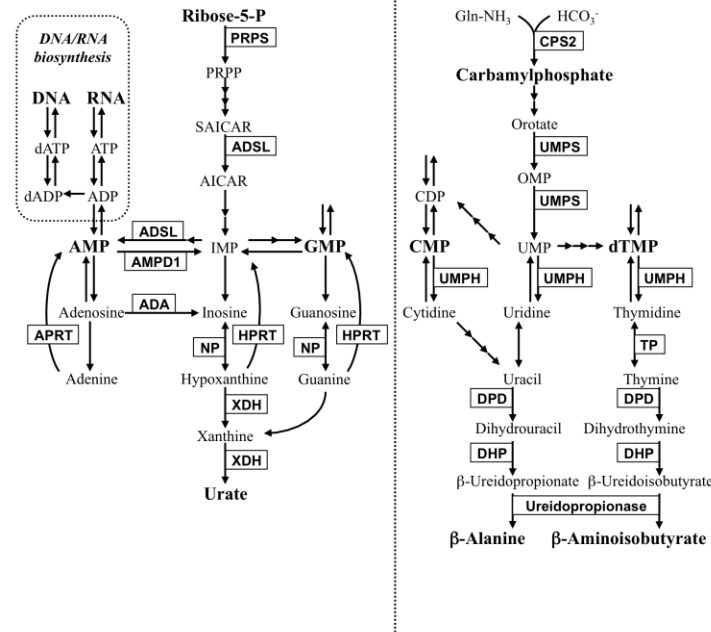 Ribose-5-P
PRPS
PRPP
SAICAR
ADSL
AICAR
DNA/RNA
biosynthesis
DNA RNA
dATP ATP
dADP ADP
AMP ADSL IMP GMP
AMPD1
Adenosine ADA Inosine Guanosine
APRT NP HPRT NP HPRT
Adenine Hypoxanthine Guanine
XDH
Xanthine
XDH
Urate
Gln-NH3 HCO3-
CPS2
Carbamylphosphate
Orotate
UMPS
OMP
UMPS
CDP
CMP UMP dTMP
UMPH UMPH UMPH
Cytidine Uridine Thymidine
TP
Uracil Thymine
DPD DPD
Dihydrouracil Dihydrothymine
DHP DHP
β-Ureidopropionate β-Ureidoisobutyrate
Ureidopropionase
β-Alanine β-Aminoisobutyrate